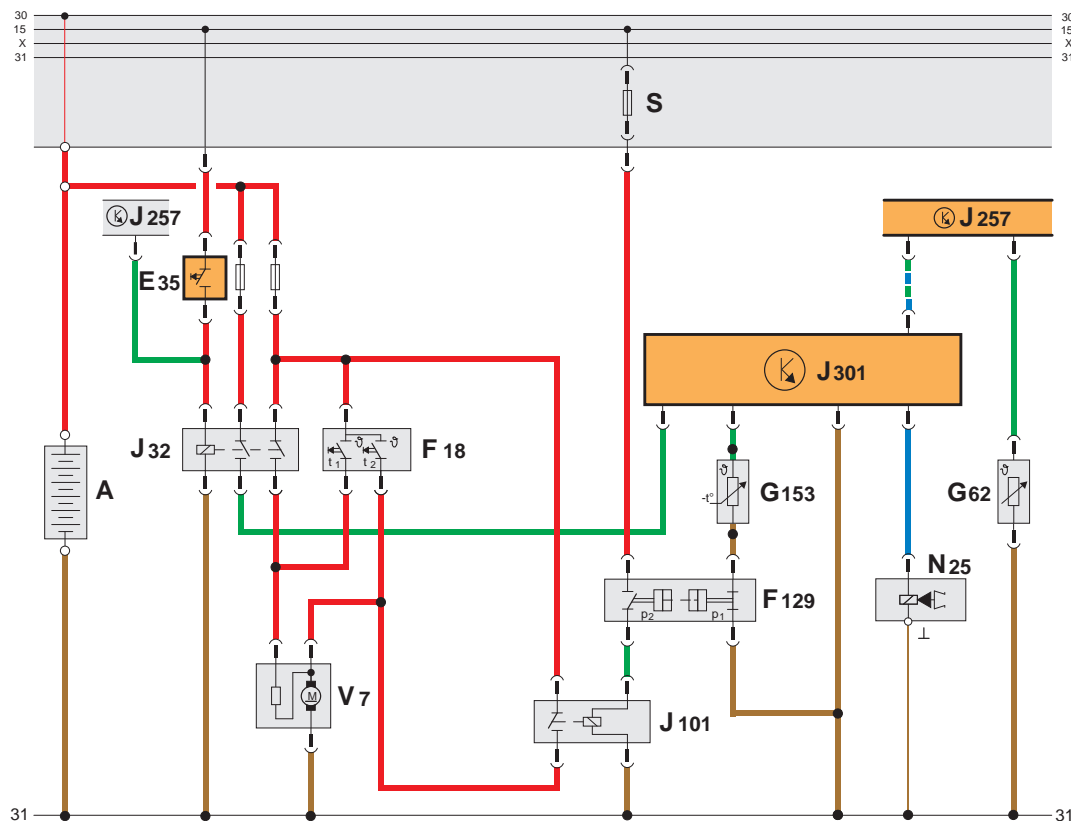 30 30
15 15
X X
31 31
S
J 257
J 257
E 35
J 301
J 32
F 18
ϑ ϑ
t 1 t 2
A
ϑ
-t°
G 153
ϑ
G 62
N 25
F 129
p 2 p 1
⊥
V 7
M
J 101
31 31